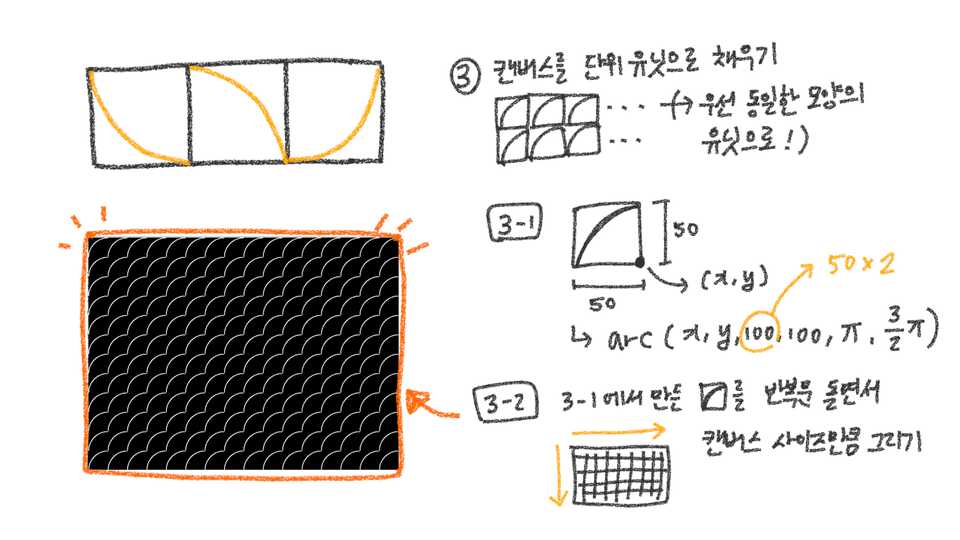 ③ 캔버스를 단위 유닛으로 채우기
... (→ 우선 동일한 모양의
... 유닛으로!)
3-1
50
50 × 2
(x, y)
50
↳ arc (x, y, 100, 100, π, 3/2 π)
3-2 3-1에서 만든 를 반복문 돌면서
캔버스 사이즈만큼 그리기